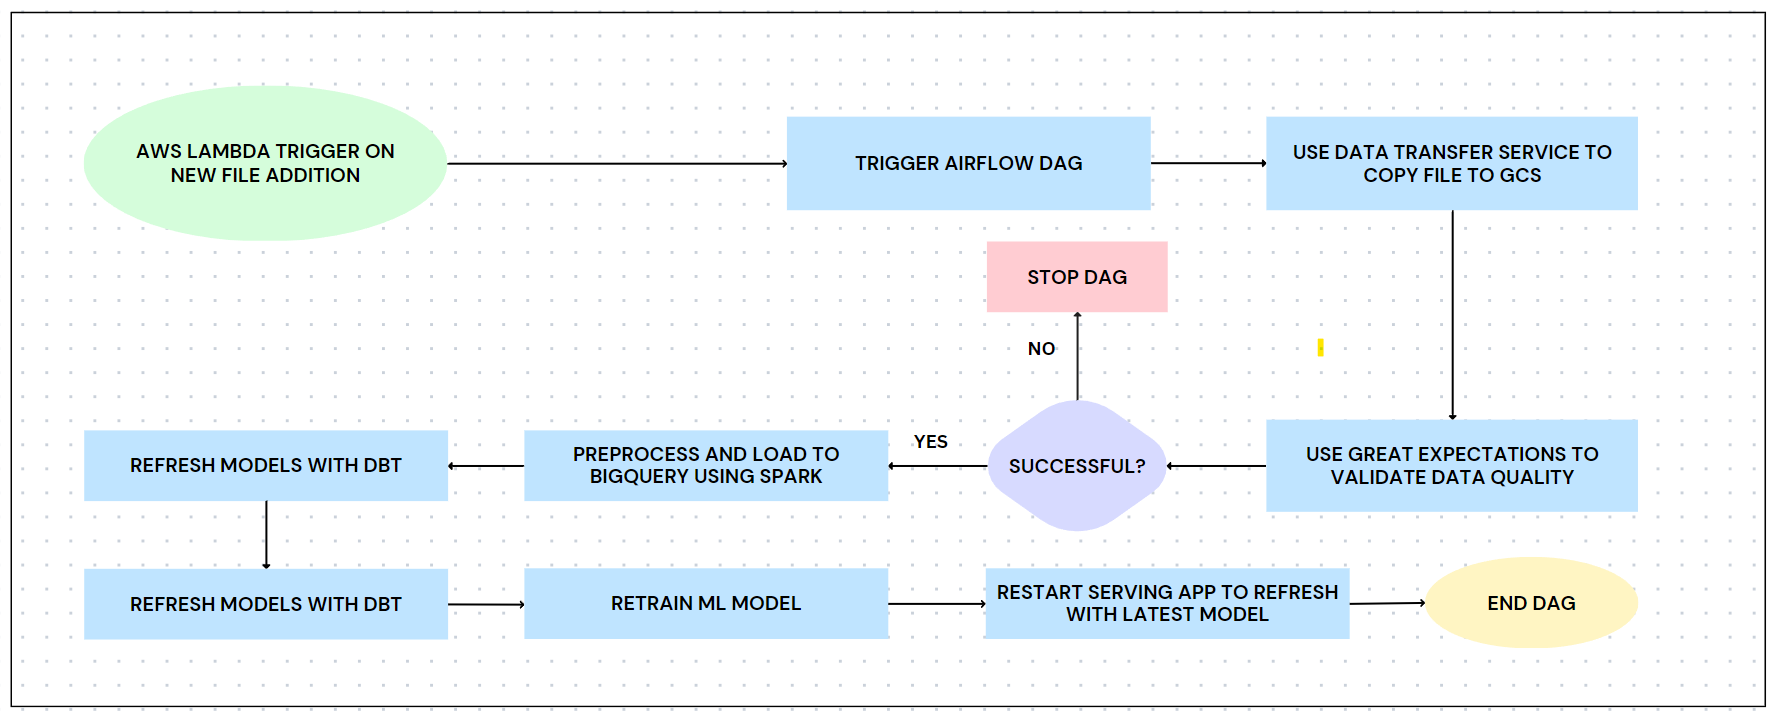 AWS LAMBDA TRIGGER ON
NEW FILE ADDITION
TRIGGER AIRFLOW DAG
USE DATA TRANSFER SERVICE TO
COPY FILE TO GCS
STOP DAG
NO
USE GREAT EXPECTATIONS TO
VALIDATE DATA QUALITY
SUCCESSFUL?
YES
PREPROCESS AND LOAD TO
BIGQUERY USING SPARK
REFRESH MODELS WITH DBT
REFRESH MODELS WITH DBT
RETRAIN ML MODEL
RESTART SERVING APP TO REFRESH
WITH LATEST MODEL
END DAG